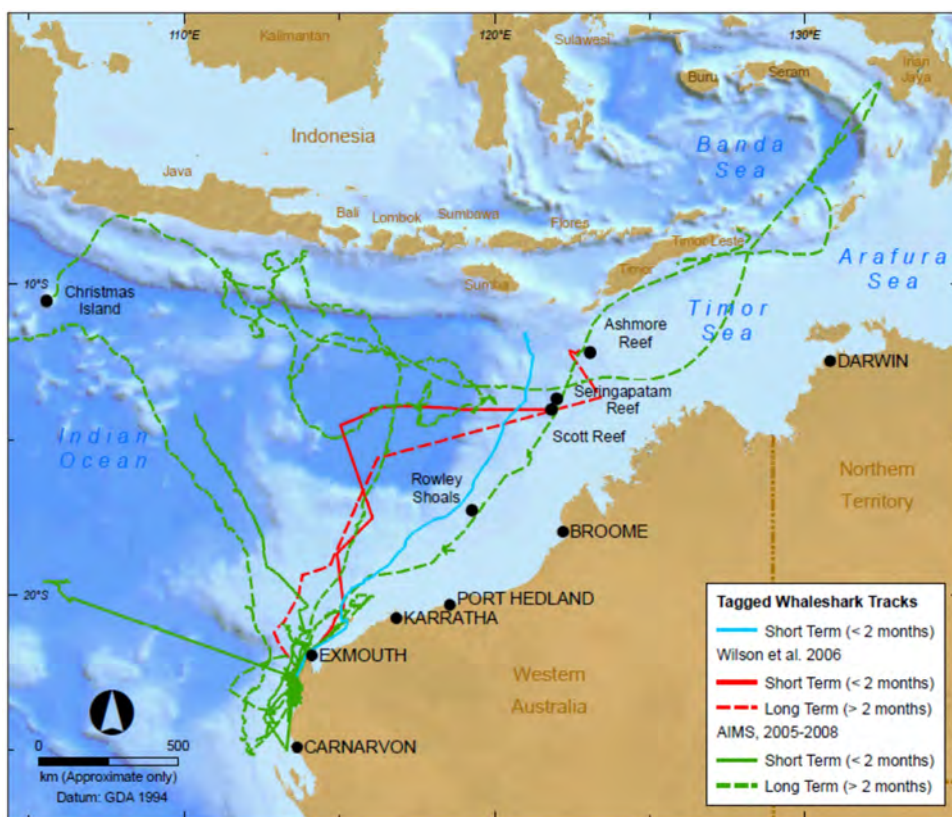 110°E
120°E
130°E
Kalimantan
Sulawesi
Buru
Seram
Irian
Jaya
Indonesia
Banda
Sea
Java
Bali
Lombok
Sumbawa
Flores
Sumba
Timor
Timor Leste
Arafura
Sea
10°S
Christmas
Island
Timor
Sea
Ashmore
Reef
DARWIN
Seringapatam
Reef
Scott Reef
Indian
Ocean
Rowley
Shoals
Northern
Territory
BROOME
20°S
PORT HEDLAND
KARRATHA
EXMOUTH
Western
Australia
CARNARVON
0
500
km (Approximate only)
Datum: GDA 1994
Tagged Whaleshark Tracks
Short Term (< 2 months)
Wilson et al. 2006
Short Term (< 2 months)
Long Term (> 2 months)
AIMS, 2005-2008
Short Term (< 2 months)
Long Term (> 2 months)